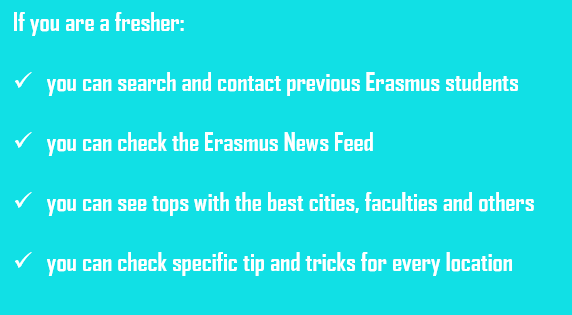 If you are a fresher:
✓ you can search and contact previous Erasmus students
✓ you can check the Erasmus News Feed
✓ you can see tops with the best cities, faculties and others
✓ you can check specific tip and tricks for every location